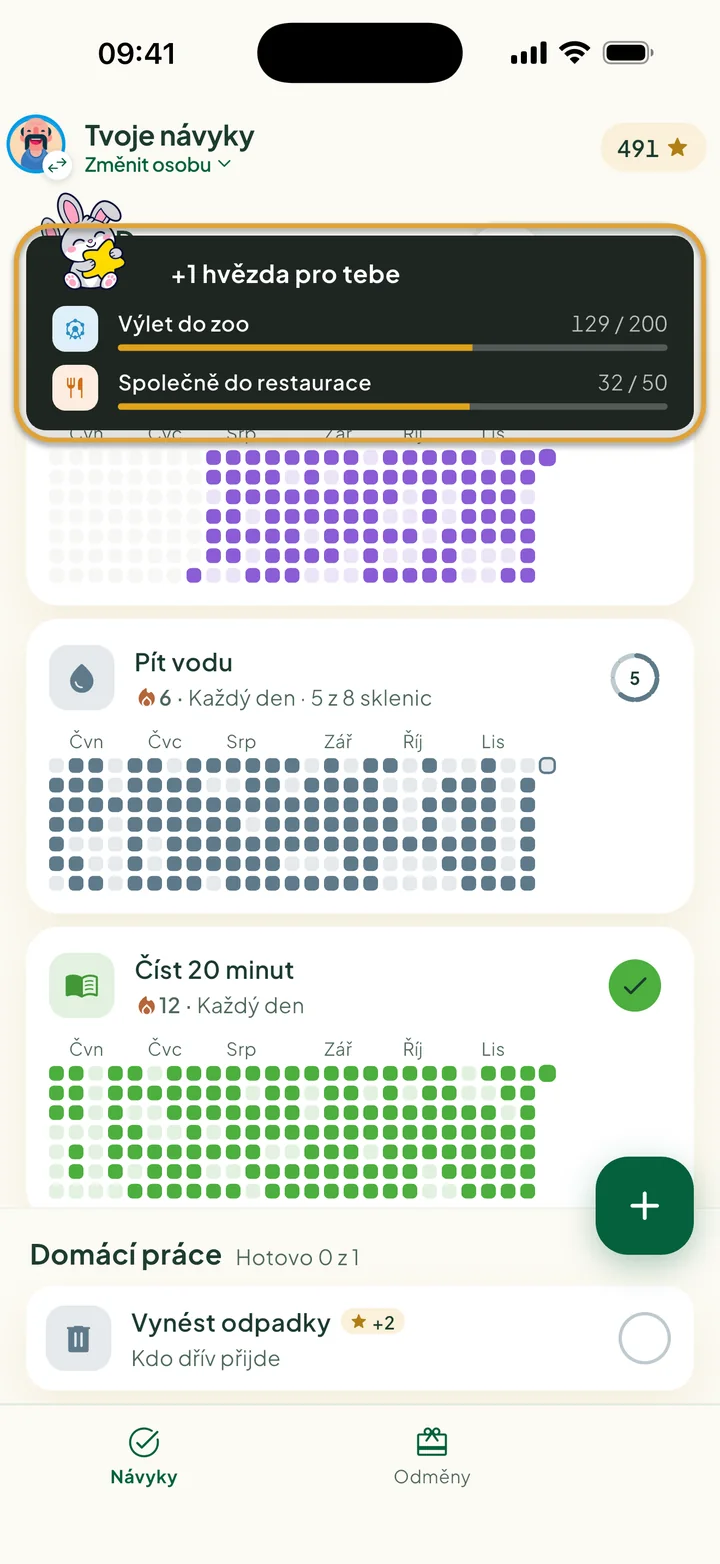 09:41
Tvoje návyky
Změnit osobu
491
+1 hvězda pro tebe
Výlet do zoo 129 / 200
Společně do restaurace 32 / 50
Čvn Čvc Srp Zář Říj Lis
Pít vodu
6 · Každý den · 5 z 8 sklenic
5
Čvn Čvc Srp Zář Říj Lis
Číst 20 minut
12 · Každý den
Čvn Čvc Srp Zář Říj Lis
Domácí práce Hotovo 0 z 1
Vynést odpadky +2
Kdo dřív přijde
Návyky Odměny